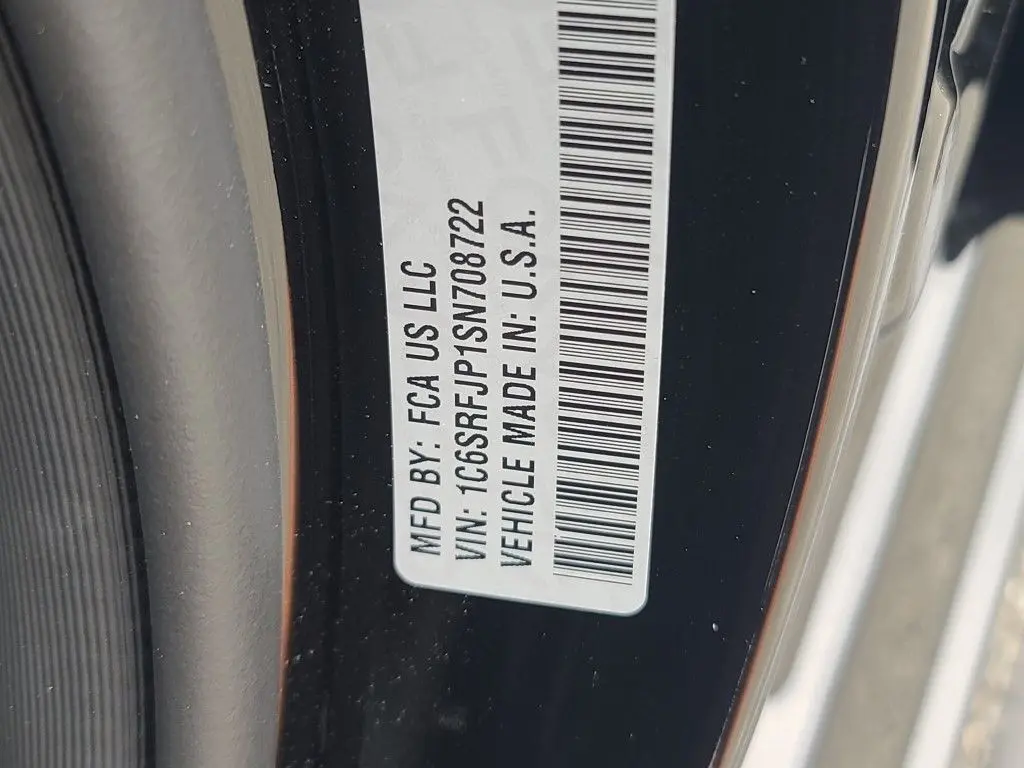 MFD BY: FCA US LLC
VIN: 1C6SRFJP1SN708722
VEHICLE MADE IN: U.S.A.